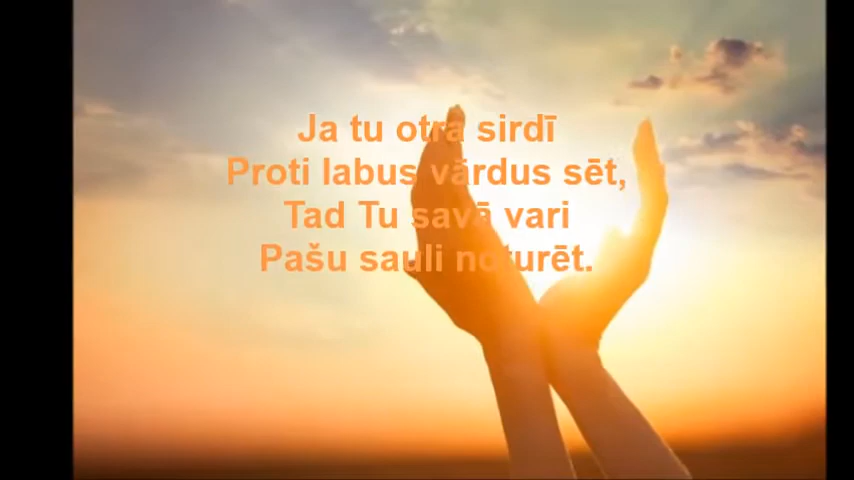 Ja tu otra sirdī
Proti labus vārdus sēt,
Tad Tu savā vari
Pašu sauli noturēt.